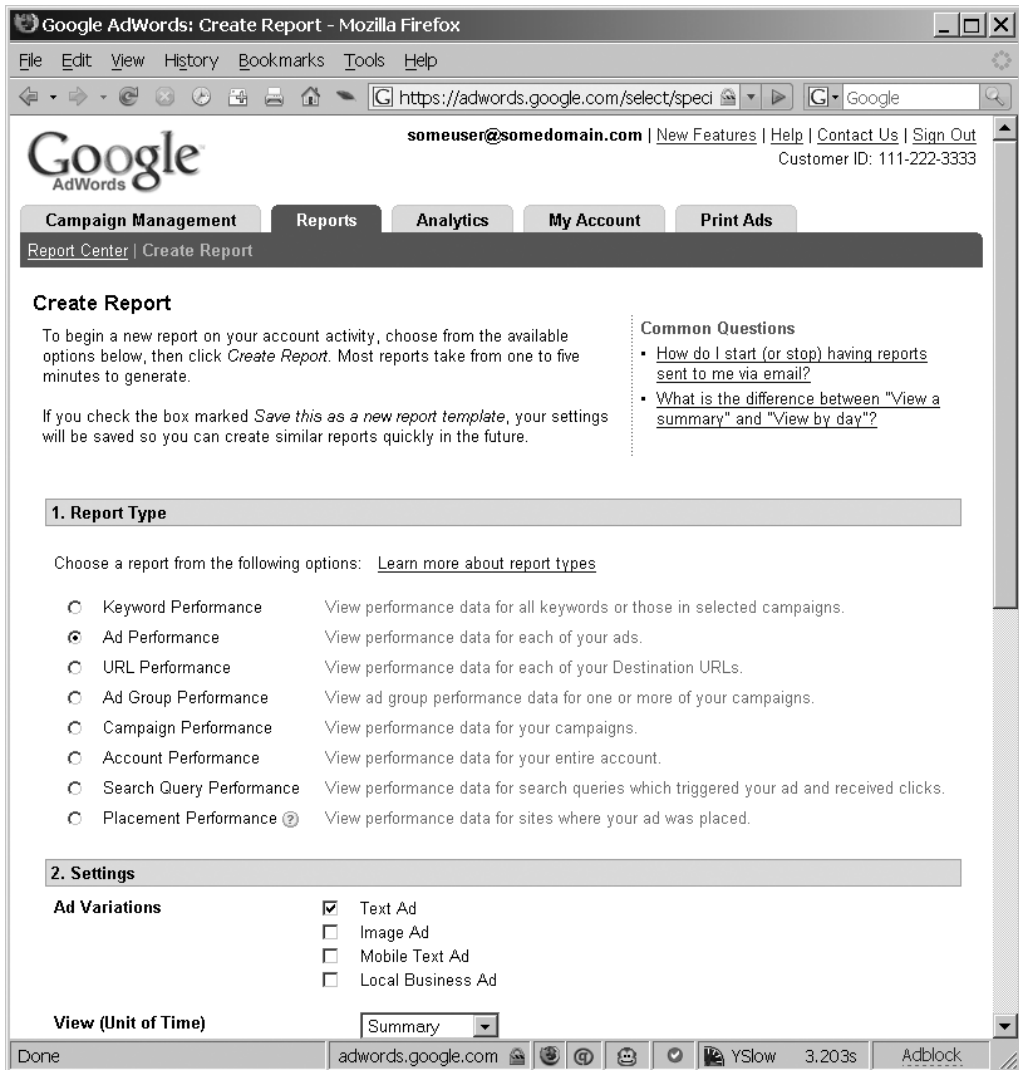 Google AdWords: Create Report - Mozilla Firefox
File Edit View History Bookmarks Tools Help
G https://adwords.google.com/select/speci G Google
Google
AdWords
someuser@somedomain.com | New Features | Help | Contact Us | Sign Out
Customer ID: 111-222-3333
Campaign Management Reports Analytics My Account Print Ads
Report Center | Create Report
Create Report
To begin a new report on your account activity, choose from the available
options below, then click Create Report. Most reports take from one to five
minutes to generate.
If you check the box marked Save this as a new report template, your settings
will be saved so you can create similar reports quickly in the future.
Common Questions
▪ How do I start (or stop) having reports
sent to me via email?
▪ What is the difference between "View a
summary" and "View by day"?
1. Report Type
Choose a report from the following options: Learn more about report types
Keyword Performance View performance data for all keywords or those in selected campaigns.
Ad Performance View performance data for each of your ads.
URL Performance View performance data for each of your Destination URLs.
Ad Group Performance View ad group performance data for one or more of your campaigns.
Campaign Performance View performance data for your campaigns.
Account Performance View performance data for your entire account.
Search Query Performance View performance data for search queries which triggered your ad and received clicks.
Placement Performance ? View performance data for sites where your ad was placed.
2. Settings
Ad Variations
Text Ad
Image Ad
Mobile Text Ad
Local Business Ad
View (Unit of Time) Summary
Done adwords.google.com @ YSlow 3.203s Adblock